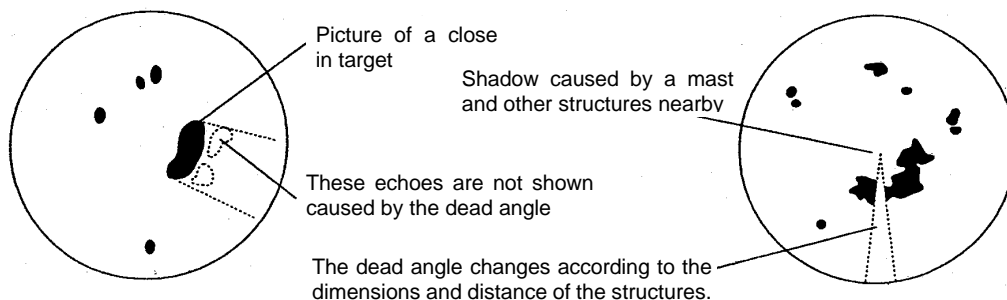 Picture of a close
in target
Shadow caused by a mast
and other structures nearby
These echoes are not shown
caused by the dead angle
The dead angle changes according to the
dimensions and distance of the structures.